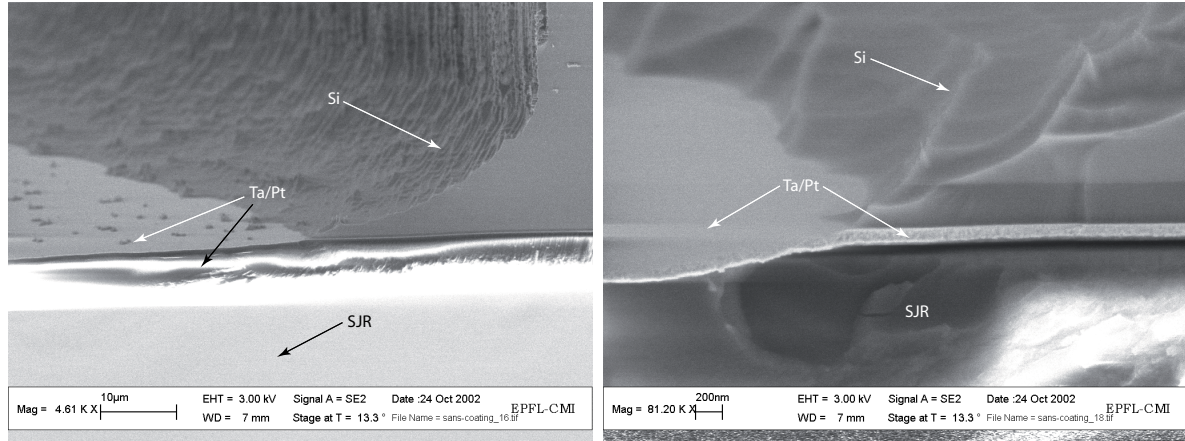 Si
Ta/Pt
SJR
10µm
Mag = 4.61 K X
EHT = 3.00 kV Signal A = SE2 Date :24 Oct 2002
WD = 7 mm Stage at T = 13.3 ° File Name = sans-coating_16.tif
EPFL-CMI
Si
Ta/Pt
SJR
200nm
Mag = 81.20 K X
EHT = 3.00 kV Signal A = SE2 Date :24 Oct 2002
WD = 7 mm Stage at T = 13.3 ° File Name = sans-coating_18.tif
EPFL-CMI